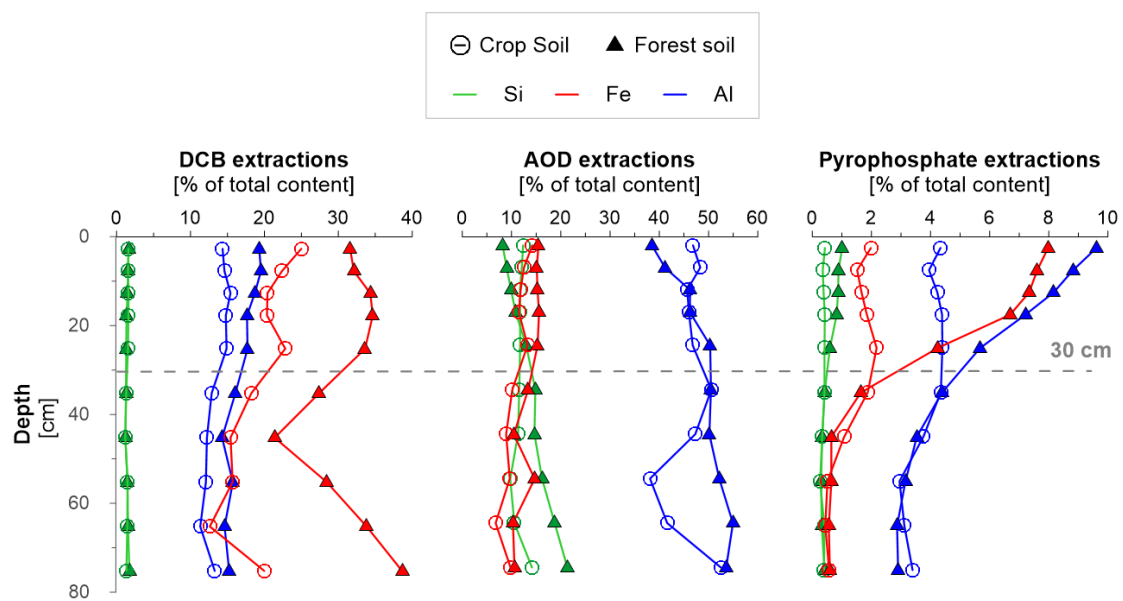 Crop Soil Forest soil
Si Fe Al
DCB extractions AOD extractions Pyrophosphate extractions
[% of total content] [% of total content] [% of total content]
0 10 20 30 40 0 10 20 30 40 50 60 0 2 4 6 8 10
0
20
30 cm
40
60
80
Depth
[cm]